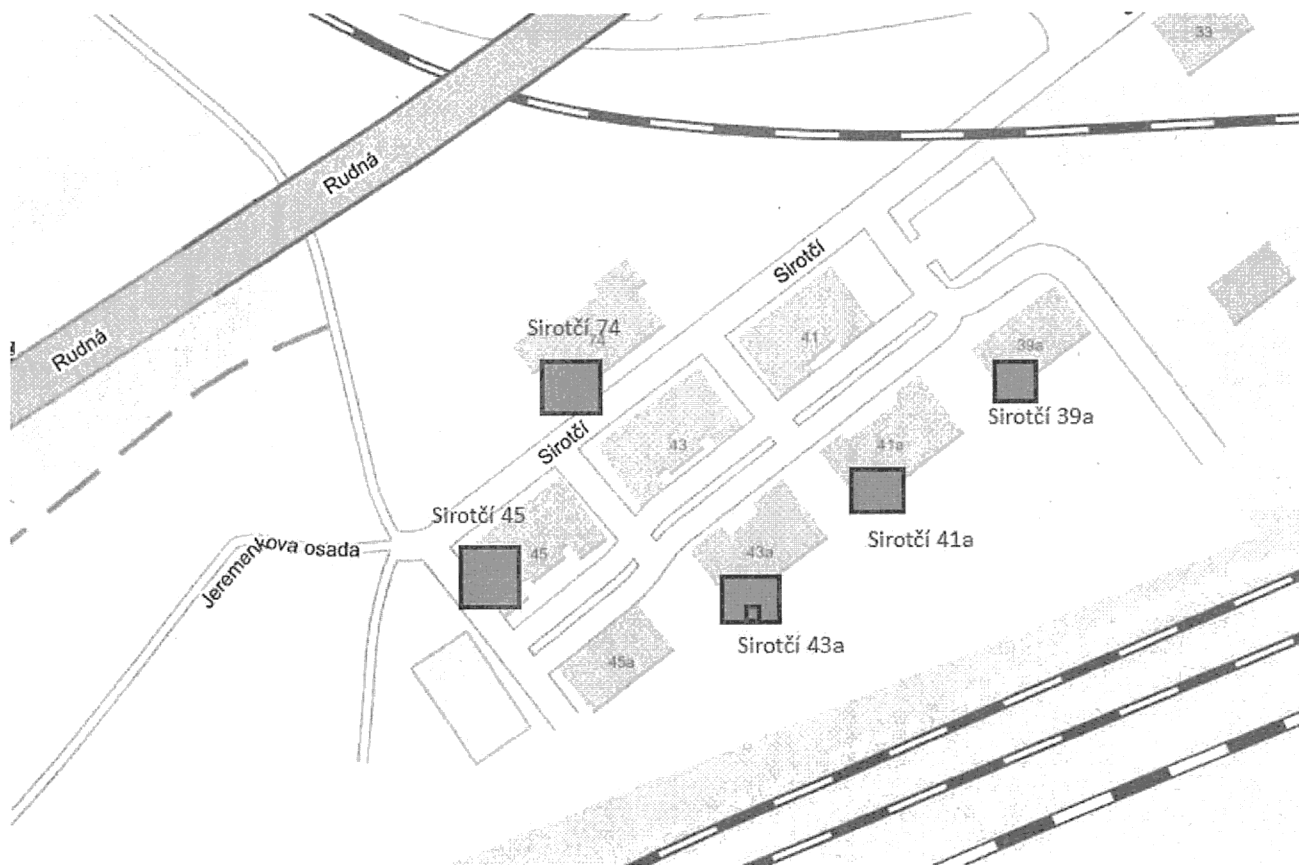 33
Rudná
Rudná
Sirotčí
Sirotčí 74
74
41
39a
Sirotčí 39a
Sirotčí
43
41a
Sirotčí 45
45
Sirotčí 41a
43a
Jeremenkova osada
Sirotčí 43a
45a